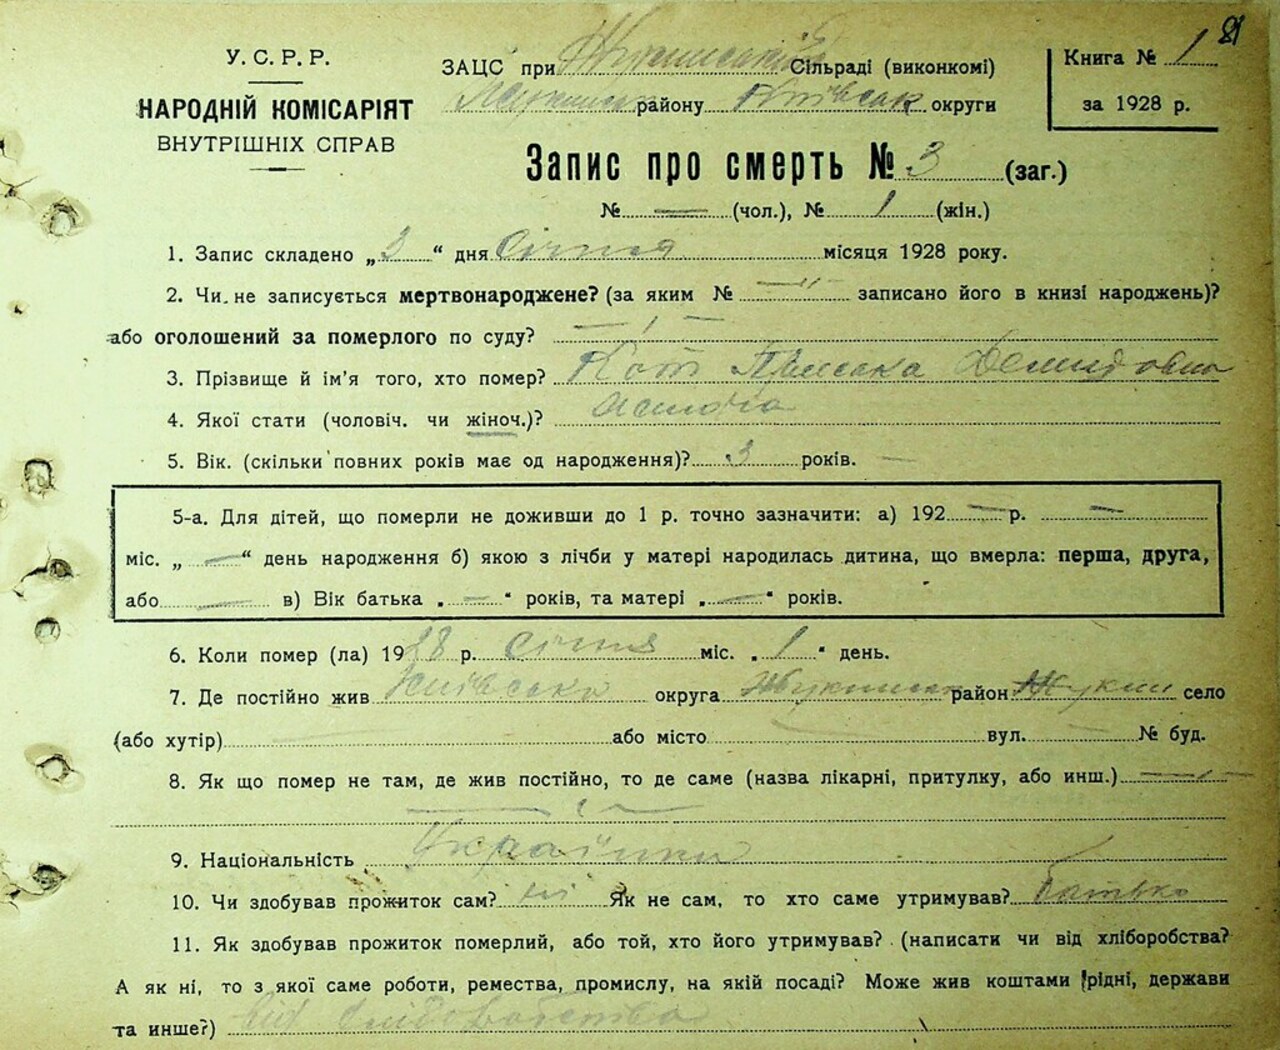 81
У. С. Р. Р.
НАРОДНІЙ КОМІСАРІЯТ
ВНУТРІШНІХ СПРАВ
ЗАЦС при Жукинській Сільраді (виконкомі)
району Київськ округи
Книга № 1
за 1928 р.
Запис про смерть № 3 (заг.)
№ — (чол.), № 1 (жін.)
1. Запис складено „3“ дня Січня місяця 1928 року.
2. Чи не записується мертвонароджене? (за яким № —"— записано його в книзі народжень)?
або оголошений за померлого по суду? — " —
3. Прізвище й ім'я того, хто помер? Кот Пріська Демидовна
4. Якої стати (чоловіч. чи жіноч.)? жіноча
5. Вік. (скільки повних років має од народження)? 3 років. —
5-а. Для дітей, що померли не доживши до 1 р. точно зазначити: а) 192 — р. —
міс. „ — “ день народження б) якою з лічби у матері народилась дитина, що вмерла: перша, друга,
або — в) Вік батька „ — “ років, та матері „ — “ років.
6. Коли помер (ла) 1928 р. Січня міс. „ 1 “ день.
7. Де постійно жив Київська округа Жукинськ район Жукин село
(або хутір) — або місто — вул. — № буд.
8. Як що помер не там, де жив постійно, то де саме (назва лікарні, притулку, або инш.) —"—
— " —
9. Національність Українка
10. Чи здобував прожиток сам? ні Як не сам, то хто саме утримував? батько
11. Як здобував прожиток померлий, або той, хто його утримував? (написати чи від хліборобства?
А як ні, то з якої саме роботи, ремества, промислу, на якій посаді? Може жив коштами рідні, держави
та инше?) від хліборобства